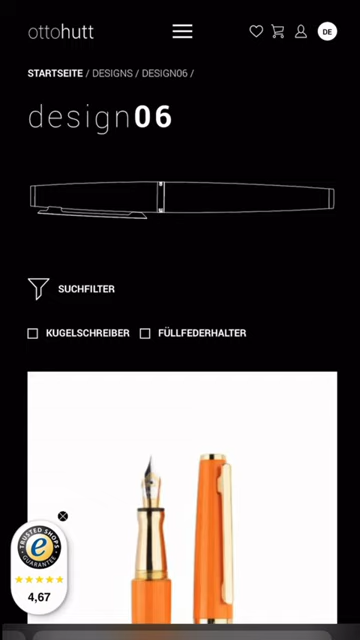 ottohutt
DE
STARTSEITE / DESIGNS / DESIGN06 /
design06
SUCHFILTER
KUGELSCHREIBER FÜLLFEDERHALTER
TRUSTED SHOPS
e
GUARANTEE
4,67